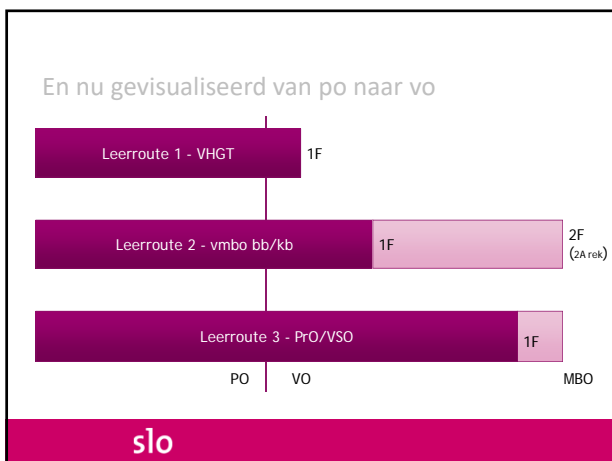 En nu gevisualiseerd van po naar vo
Leerroute 1 - VHGT
1F
Leerroute 2 - vmbo bb/kb
1F
2F
(2A rek)
Leerroute 3 - PrO/VSO
1F
PO
VO
MBO
slo